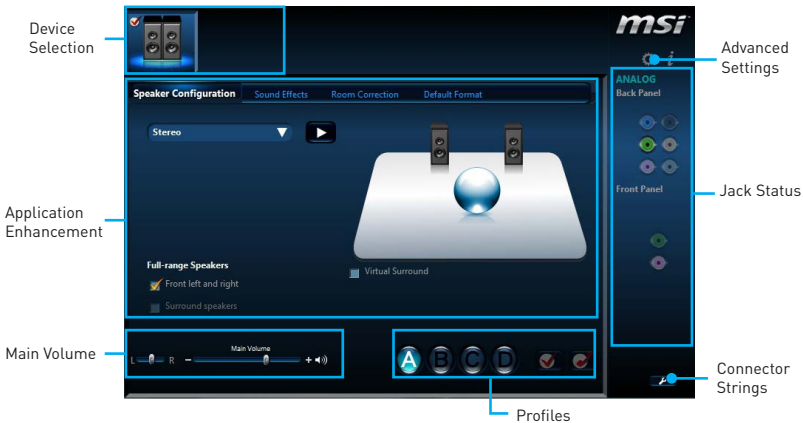 Device
Selection
msi
Advanced
Settings
ANALOG
Back Panel
Speaker Configuration Sound Effects Room Correction Default Format
Stereo
Front Panel
Jack Status
Application
Enhancement
Full-range Speakers
Front left and right
Surround speakers
Virtual Surround
Main Volume
Main Volume
L R - +
A B C D
Connector
Strings
Profiles